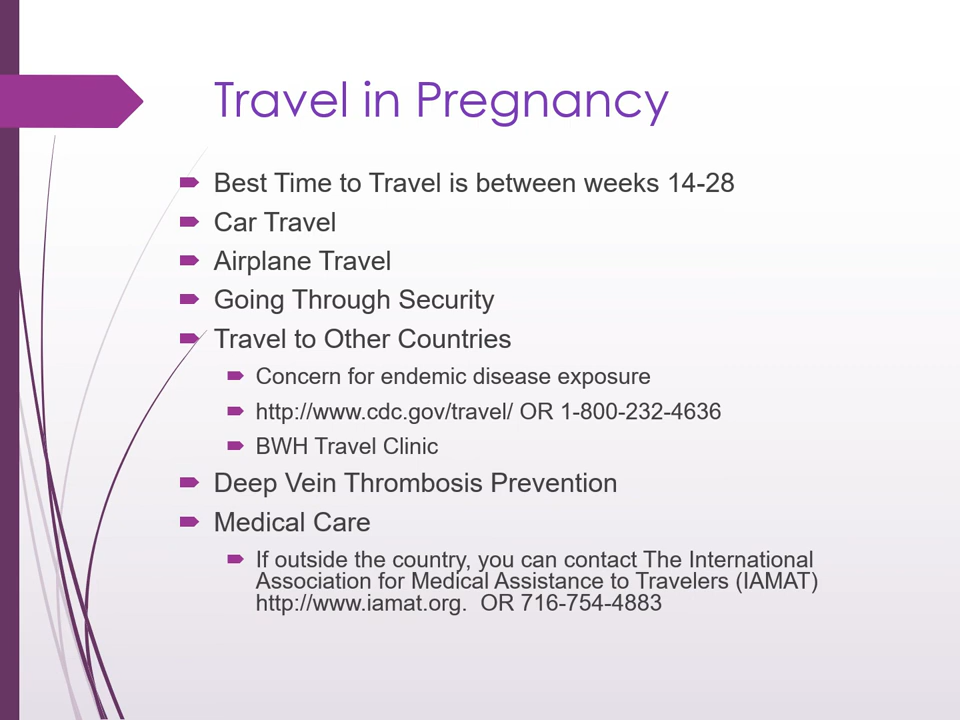 Travel in Pregnancy
Best Time to Travel is between weeks 14-28
Car Travel
Airplane Travel
Going Through Security
Travel to Other Countries
Concern for endemic disease exposure
http://www.cdc.gov/travel/ OR 1-800-232-4636
BWH Travel Clinic
Deep Vein Thrombosis Prevention
Medical Care
If outside the country, you can contact The International
Association for Medical Assistance to Travelers (IAMAT)
http://www.iamat.org.  OR 716-754-4883